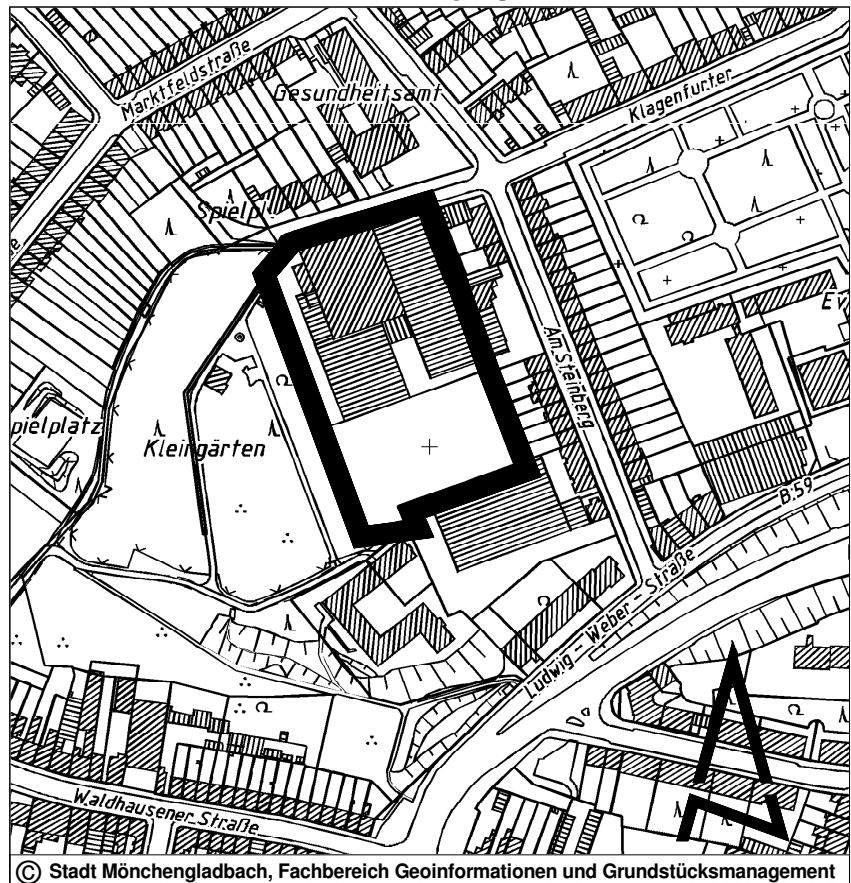 Marktfeldstraße
Gesundheitsamt
Klagenfurter
Spielpl.
Am Steinberg
Ev
pielplatz
Kleingärten
B 59
Ludwig - Weber - Straße
Waldhausener Straße
© Stadt Mönchengladbach, Fachbereich Geoinformationen und Grundstücksmanagement